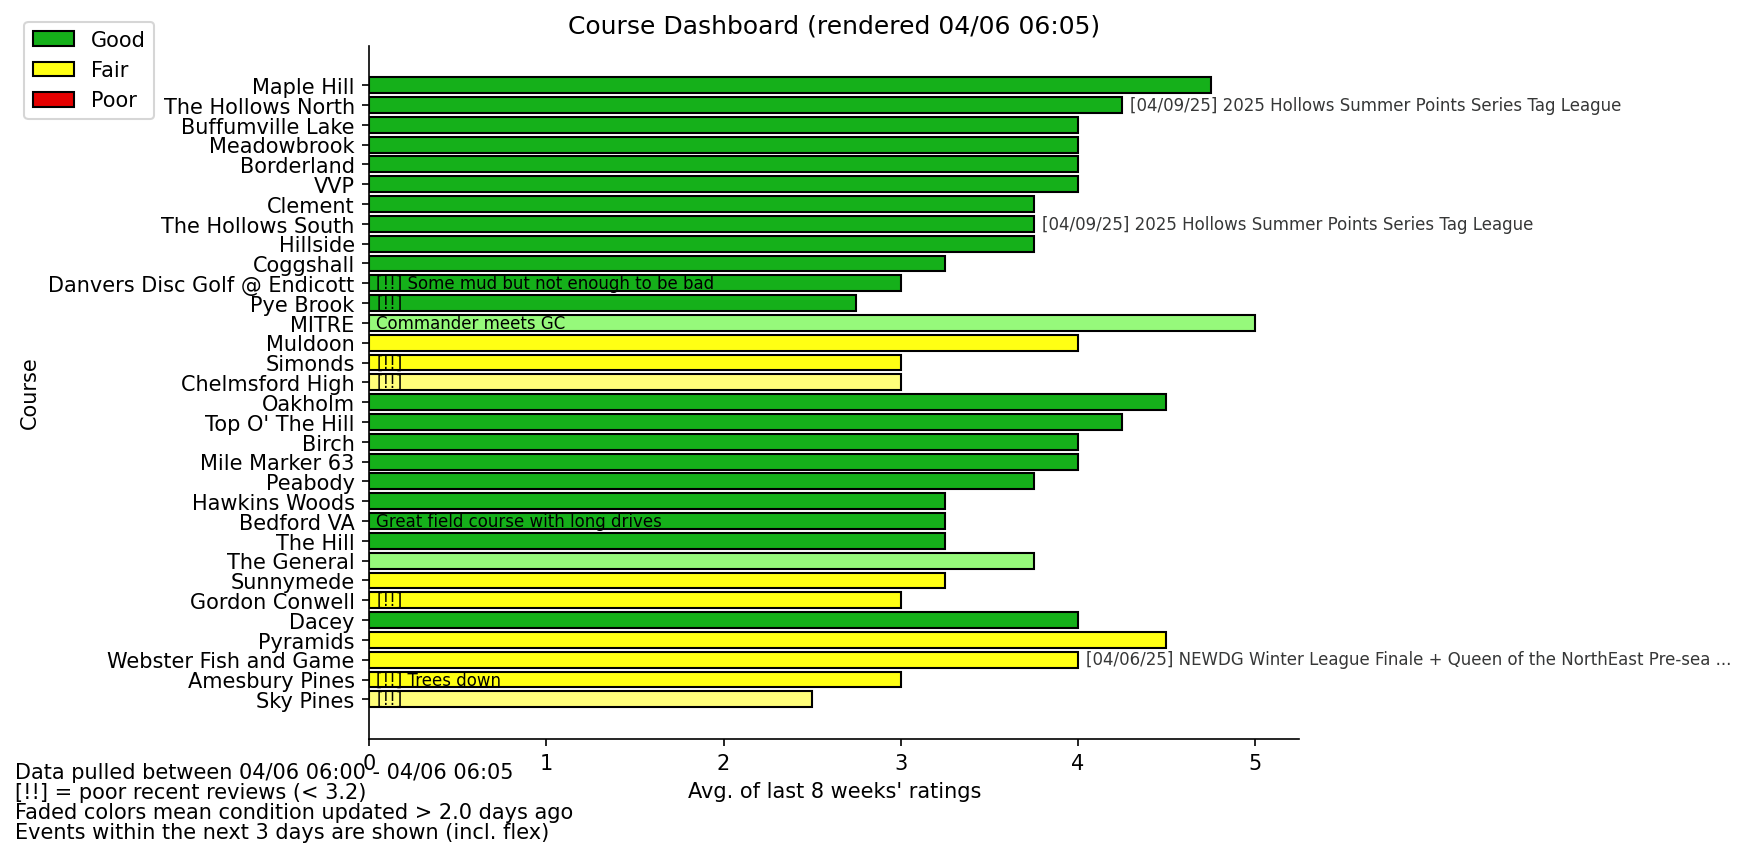 Course Dashboard (rendered 04/06 06:05)
Good
Fair
Poor
Maple Hill
The Hollows North [04/09/25] 2025 Hollows Summer Points Series Tag League
Buffumville Lake
Meadowbrook
Borderland
VVP
Clement
The Hollows South [04/09/25] 2025 Hollows Summer Points Series Tag League
Hillside
Coggshall
Danvers Disc Golf @ Endicott [!!] Some mud but not enough to be bad
Pye Brook [!!]
MITRE Commander meets GC
Muldoon
Simonds [!!]
Chelmsford High [!!]
Oakholm
Top O' The Hill
Birch
Mile Marker 63
Peabody
Hawkins Woods
Bedford VA Great field course with long drives
The Hill
The General
Sunnymede
Gordon Conwell [!!]
Dacey
Pyramids
Webster Fish and Game [04/06/25] NEWDG Winter League Finale + Queen of the NorthEast Pre-sea ...
Amesbury Pines [!!] Trees down
Sky Pines [!!]
Course
0 1 2 3 4 5
Avg. of last 8 weeks' ratings
Data pulled between 04/06 06:00 - 04/06 06:05
[!!] = poor recent reviews (< 3.2)
Faded colors mean condition updated > 2.0 days ago
Events within the next 3 days are shown (incl. flex)